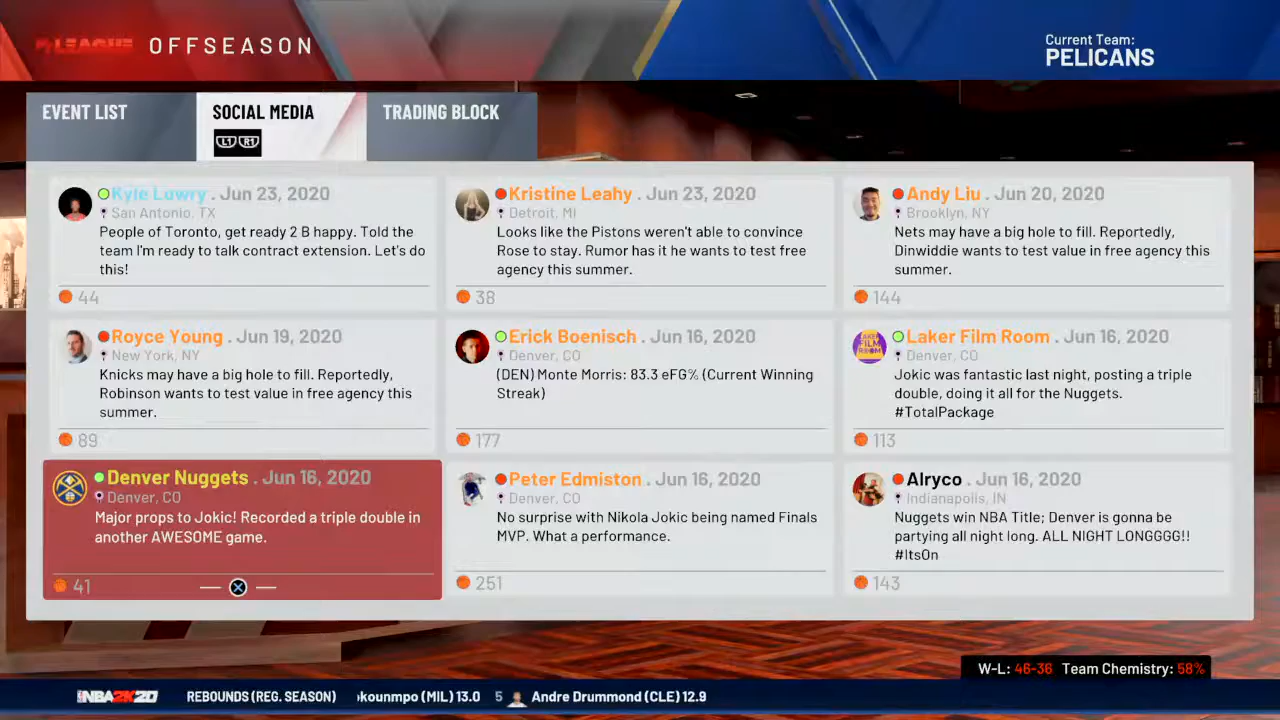 LEAGUE OFFSEASON
Current Team:
PELICANS
EVENT LIST
SOCIAL MEDIA
L1 R1
TRADING BLOCK
Kyle Lowry . Jun 23, 2020
San Antonio, TX
People of Toronto, get ready 2 B happy. Told the
team I'm ready to talk contract extension. Let's do
this!
44
Kristine Leahy . Jun 23, 2020
Detroit, MI
Looks like the Pistons weren't able to convince
Rose to stay. Rumor has it he wants to test free
agency this summer.
38
Andy Liu . Jun 20, 2020
Brooklyn, NY
Nets may have a big hole to fill. Reportedly,
Dinwiddie wants to test value in free agency this
summer.
144
Royce Young . Jun 19, 2020
New York, NY
Knicks may have a big hole to fill. Reportedly,
Robinson wants to test value in free agency this
summer.
89
Erick Boenisch . Jun 16, 2020
Denver, CO
(DEN) Monte Morris: 83.3 eFG% (Current Winning
Streak)
177
LAKER FILM ROOM
Laker Film Room . Jun 16, 2020
Denver, CO
Jokic was fantastic last night, posting a triple
double, doing it all for the Nuggets.
#TotalPackage
113
Denver Nuggets . Jun 16, 2020
Denver, CO
Major props to Jokic! Recorded a triple double in
another AWESOME game.
41
Peter Edmiston . Jun 16, 2020
Denver, CO
No surprise with Nikola Jokic being named Finals
MVP. What a performance.
251
Alryco . Jun 16, 2020
Indianapolis, IN
Nuggets win NBA Title; Denver is gonna be
partying all night long. ALL NIGHT LONGGGG!!
#ItsOn
143
W-L: 46-36 Team Chemistry: 58%
NBA2K20 REBOUNDS (REG. SEASON) kounmpo (MIL) 13.0 5 Andre Drummond (CLE) 12.9